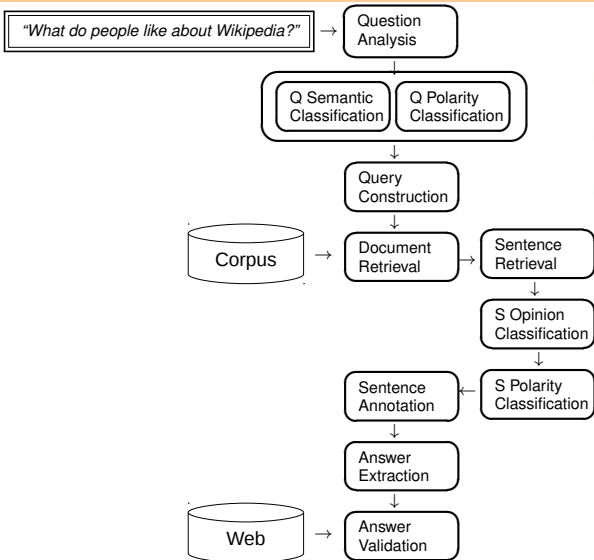 “What do people like about Wikipedia?”
Question
Analysis
Q Semantic
Classification
Q Polarity
Classification
Query
Construction
Corpus
Document
Retrieval
Sentence
Retrieval
S Opinion
Classification
Sentence
Annotation
S Polarity
Classification
Answer
Extraction
Web
Answer
Validation